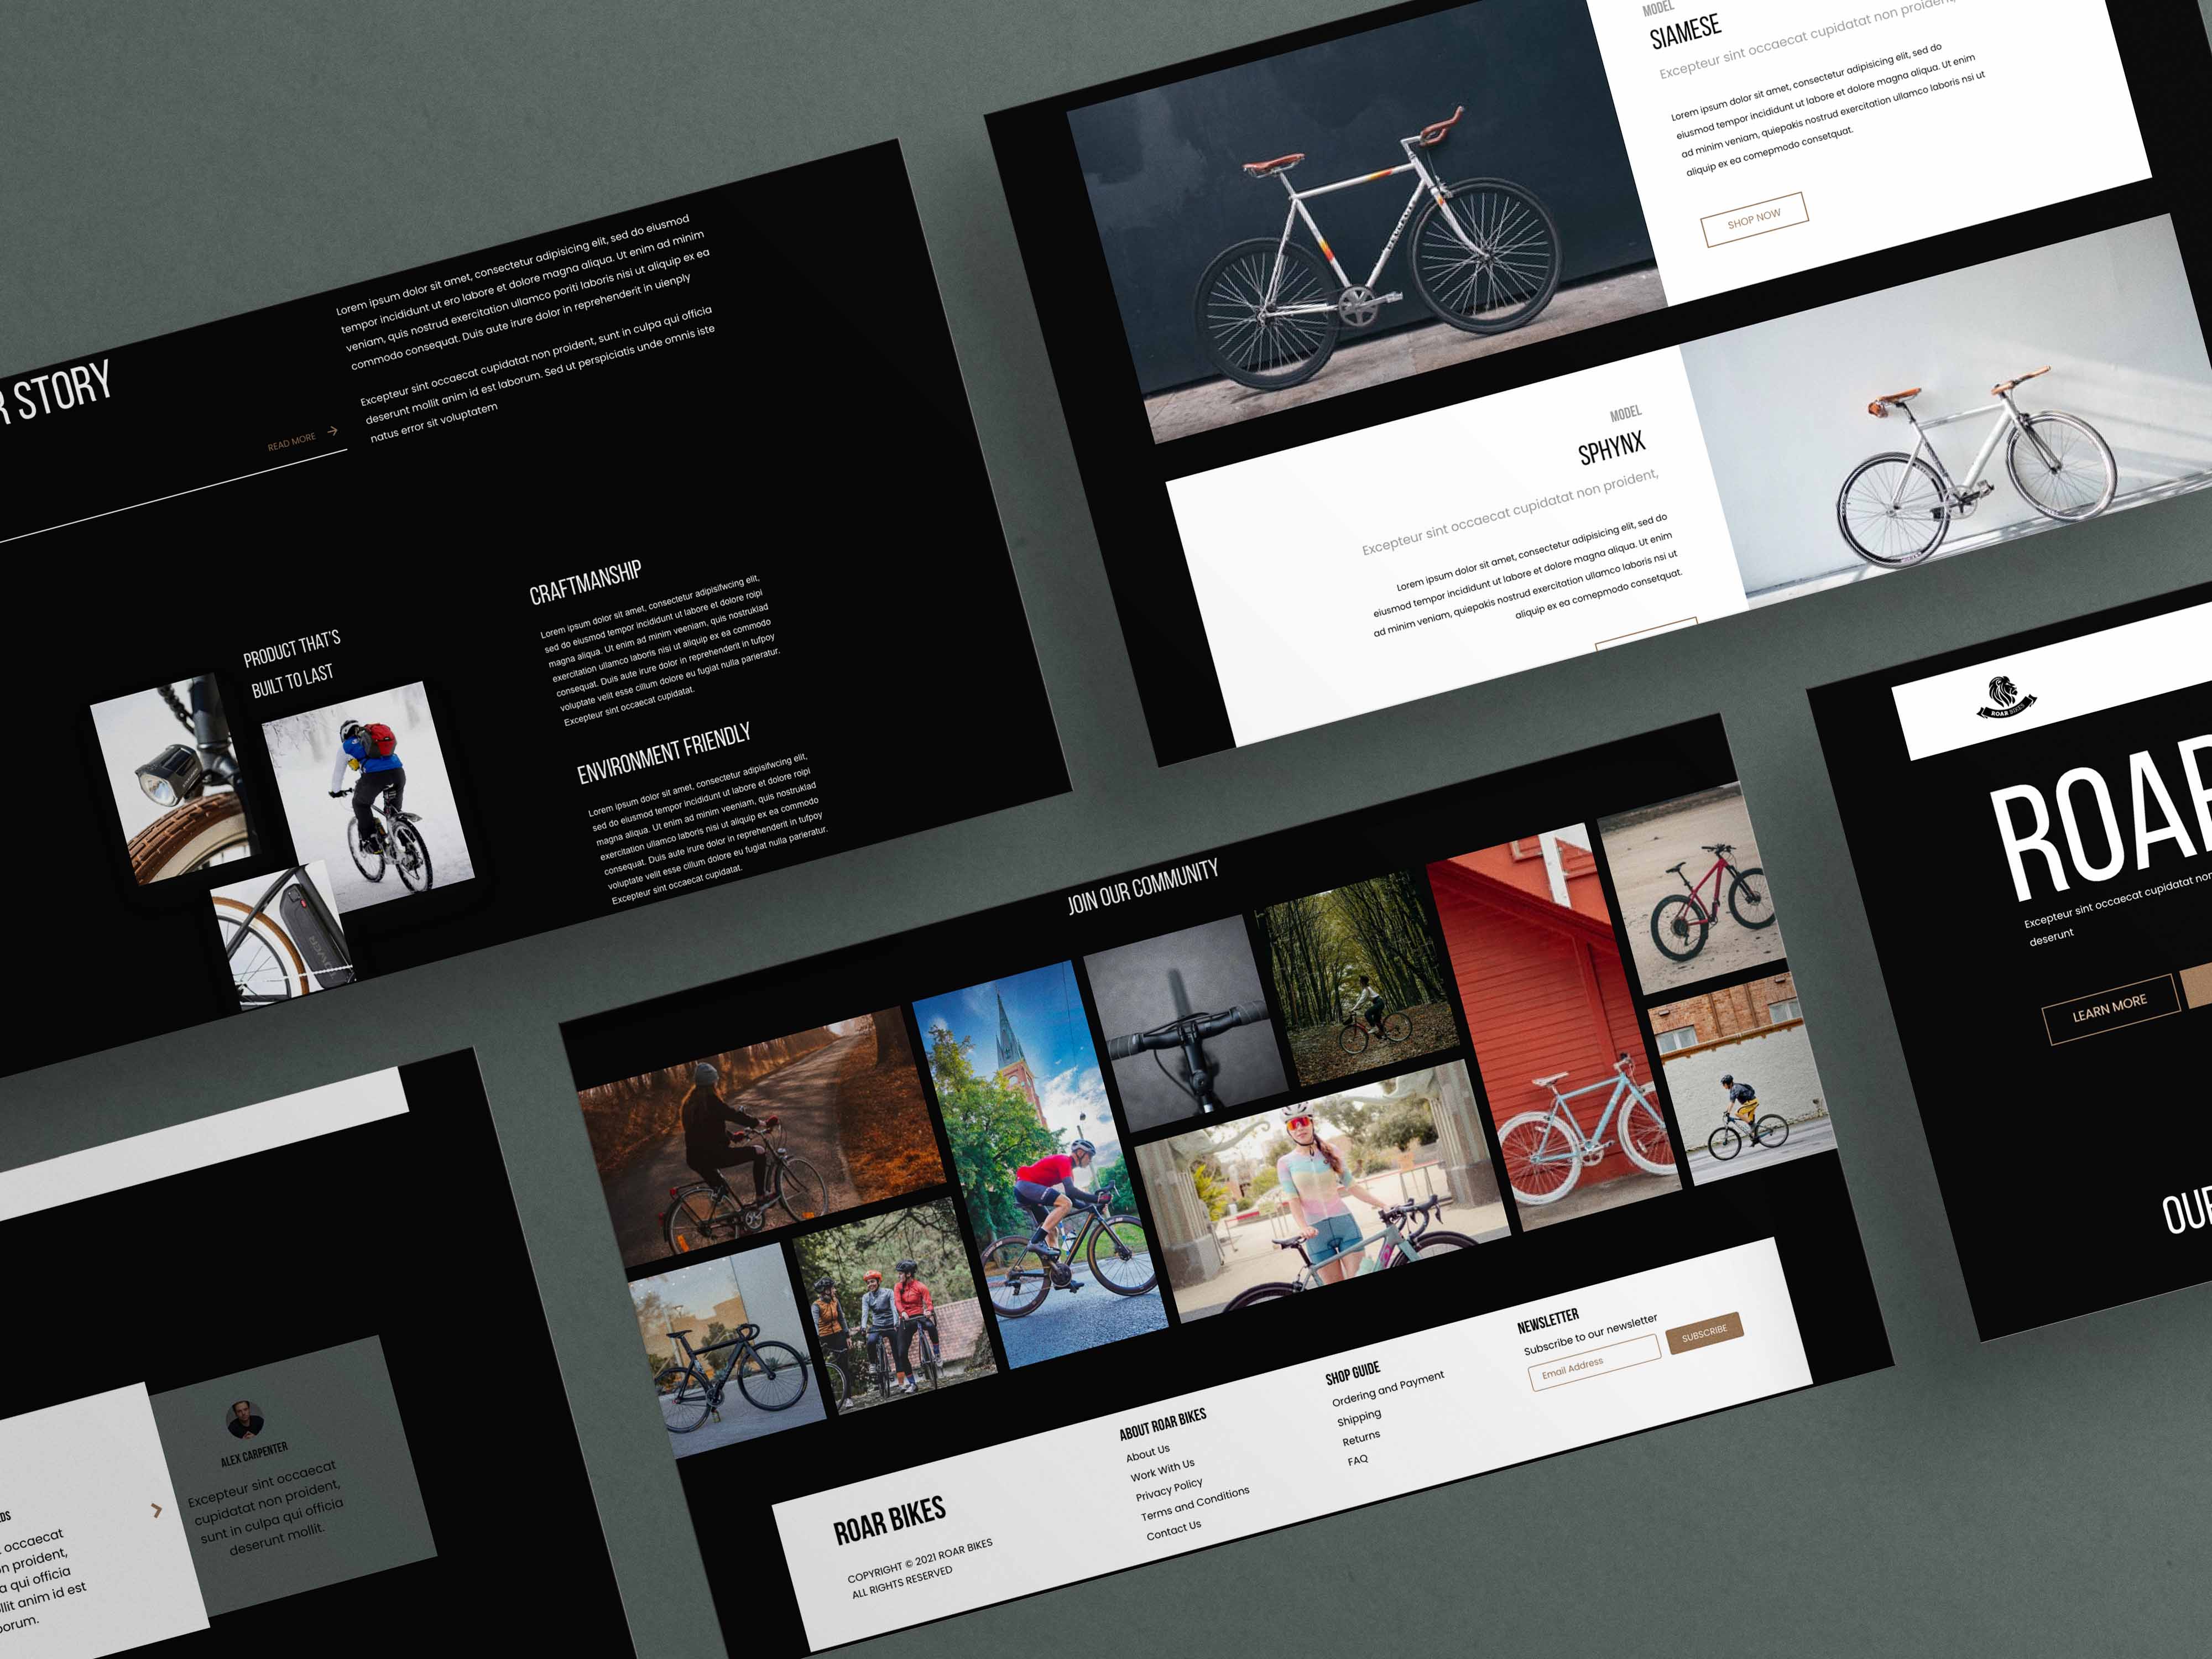 STORY
READ MORE
Lorem ipsum dolor sit amet, consectetur adipisicing elit, sed do eiusmod
tempor incididunt ut ero labore et dolore magna aliqua. Ut enim ad minim
veniam, quis nostrud exercitation ullamco poriti laboris nisi ut aliquip ex ea
commodo consequat. Duis aute irure dolor in reprehenderit in uienply
Excepteur sint occaecat cupidatat non proident, sunt in culpa qui officia
deserunt mollit anim id est laborum. Sed ut perspiciatis unde omnis iste
natus error sit voluptatem
PRODUCT THAT'S
BUILT TO LAST
CRAFTMANSHIP
Lorem ipsum dolor sit amet, consectetur adipisifwcing elit,
sed do eiusmod tempor incididunt ut labore et dolore roipi
magna aliqua. Ut enim ad minim veeniam, quis nostruklad
exercitation ullamco laboris nisi ut aliquip ex ea commodo
consequat. Duis aute irure dolor in reprehenderit in tufpoy
voluptate velit esse cillum dolore eu fugiat nulla parieratur.
Excepteur sint occaecat cupidatat.
ENVIRONMENT FRIENDLY
Lorem ipsum dolor sit amet, consectetur adipisifwcing elit,
sed do eiusmod tempor incididunt ut labore et dolore roipi
magna aliqua. Ut enim ad minim veeniam, quis nostruklad
exercitation ullamco laboris nisi ut aliquip ex ea commodo
consequat. Duis aute irure dolor in reprehenderit in tufpoy
voluptate velit esse cillum dolore eu fugiat nulla parieratur.
Excepteur sint occaecat cupidatat.
MODEL
SIAMESE
Excepteur sint occaecat cupidatat non proident,
Lorem ipsum dolor sit amet, consectetur adipisicing elit, sed do
eiusmod tempor incididunt ut labore et dolore magna aliqua. Ut enim
ad minim veniam, quiepakis nostrud exercitation ullamco laboris nsi ut
aliquip ex ea comepmodo consetquat.
SHOP NOW
MODEL
SPHYNX
Excepteur sint occaecat cupidatat non proident,
Lorem ipsum dolor sit amet, consectetur adipisicing elit, sed do
eiusmod tempor incididunt ut labore et dolore magna aliqua. Ut enim
ad minim veniam, quiepakis nostrud exercitation ullamco laboris nsi ut
aliquip ex ea comepmodo consetquat.
ROAR BIKES
ROAR
Excepteur sint occaecat cupidatat non
deserunt
LEARN MORE
OUR
JOIN OUR COMMUNITY
ROAR BIKES
COPYRIGHT © 2021 ROAR BIKES
ALL RIGHTS RESERVED
ABOUT ROAR BIKES
About Us
Work With Us
Privacy Policy
Terms and Conditions
Contact Us
SHOP GUIDE
Ordering and Payment
Shipping
Returns
FAQ
NEWSLETTER
Subscribe to our newsletter
Email Address
SUBSCRIBE
occaecat
proident,
qui officia
anim id est
ALEX CARPENTER
Excepteur sint occaecat
cupidatat non proident,
sunt in culpa qui officia
deserunt mollit.